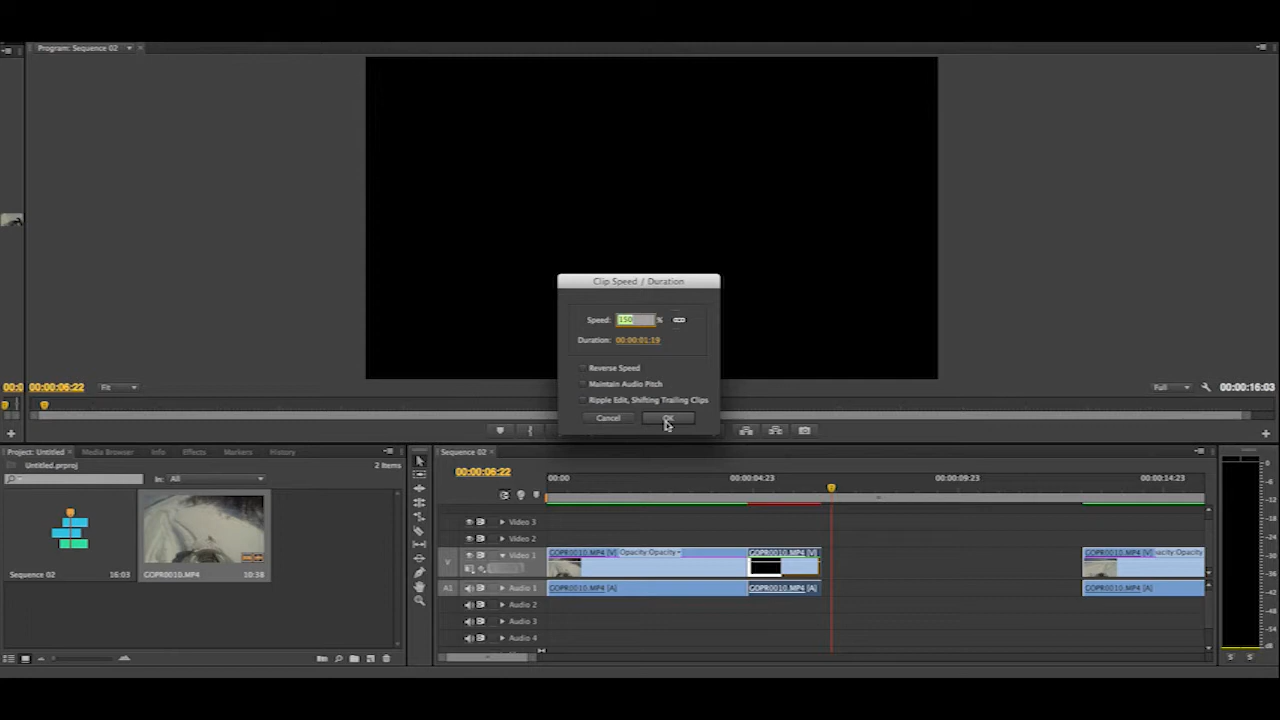 Program: Sequence 02
Clip Speed / Duration
Speed: 150 %
Duration: 00:00:01:19
Reverse Speed
Maintain Audio Pitch
Ripple Edit, Shifting Trailing Clips
Cancel OK
00:00:06:22 Fit Full 00:00:16:03
Project: Untitled Media Browser Info Effects Markers History
Untitled.prproj 2 Items
In: All
Sequence 02 16:03
GOPR0010.MP4 10:38
Sequence 02
00:00:06:22
00:00 00:00:04:23 00:00:09:23 00:00:14:23
Video 3
Video 2
V Video 1
GOPR0010.MP4 [V] Opacity:Opacity GOPR0010.MP4 [V] GOPR0010.MP4 [V] Opacity
A1 Audio 1 GOPR0010.MP4 [A] GOPR0010.MP4 [A] GOPR0010.MP4 [A]
Audio 2
Audio 3
Audio 4
0
-54
dB
S S